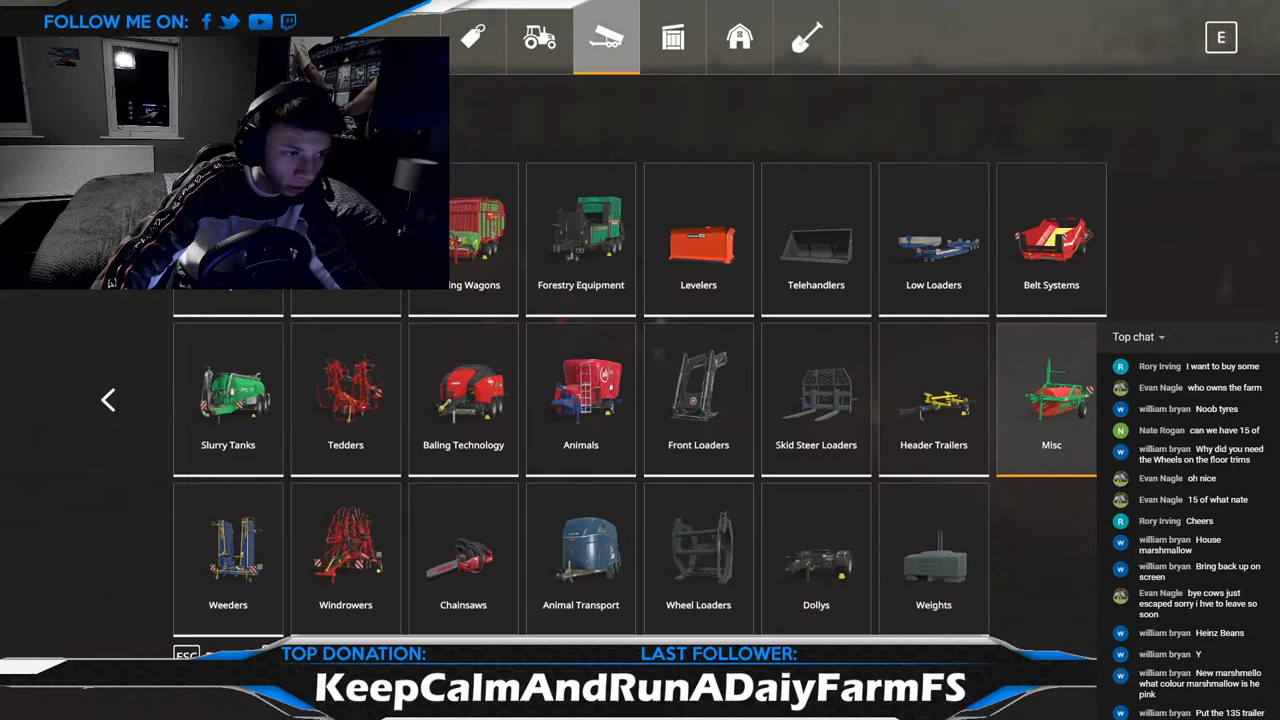 FOLLOW ME ON:
E
ng Wagons
Forestry Equipment
Levelers
Telehandlers
Low Loaders
Belt Systems
Slurry Tanks
Tedders
Baling Technology
Animals
Front Loaders
Skid Steer Loaders
Header Trailers
Misc
Weeders
Windrowers
Chainsaws
Animal Transport
Wheel Loaders
Dollys
Weights
ESC
Top chat
Rory Irving I want to buy some
Evan Nagle who owns the farm
william bryan Noob tyres
Nate Rogan can we have 15 of
william bryan Why did you need
the Wheels on the floor trims
Evan Nagle oh nice
Evan Nagle 15 of what nate
Rory Irving Cheers
william bryan House
marshmallow
william bryan Bring back up on
screen
Evan Nagle bye cows just
escaped sorry i hve to leave so
soon
william bryan Heinz Beans
william bryan Y
william bryan New marshmello
what colour marshmallow is he
pink
william bryan Put the 135 trailer
TOP DONATION:
LAST FOLLOWER:
KeepCalmAndRunADaiyFarmFS